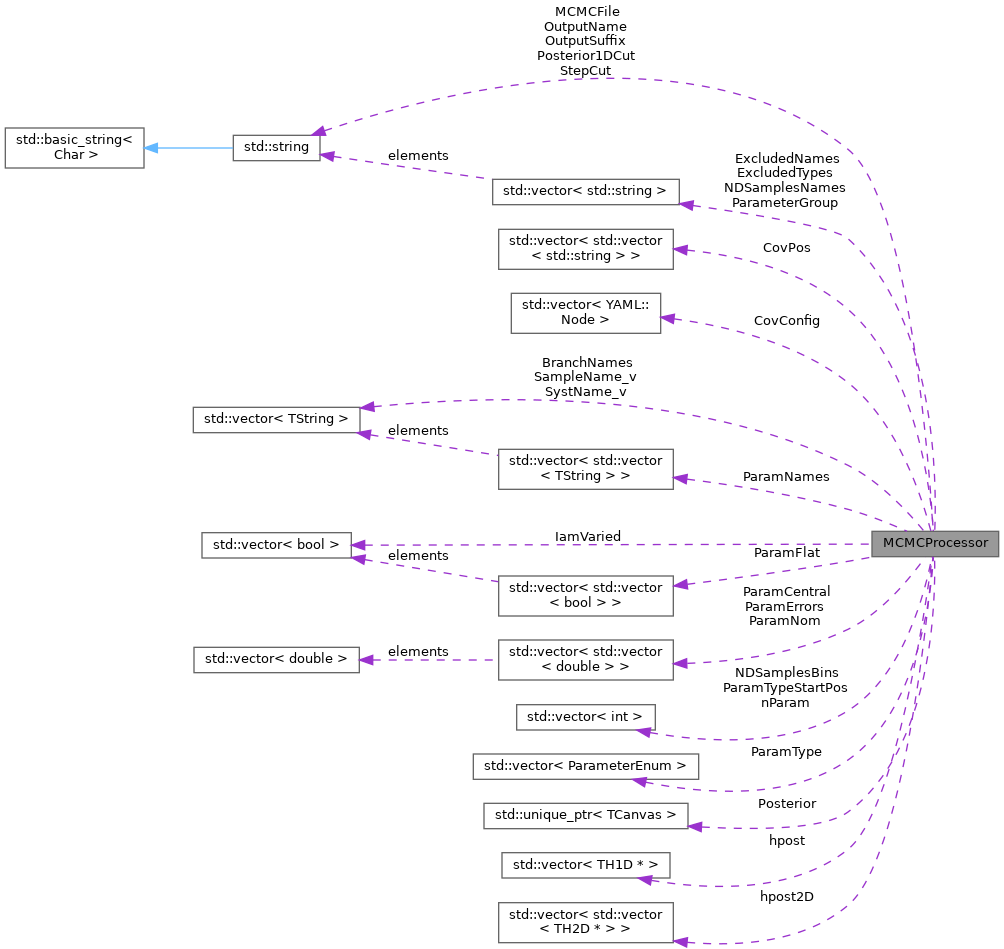 MCMCFile
OutputName
OutputSuffix
Posterior1DCut
StepCut
std::basic_string<
Char >
std::string
elements
std::vector< std::string >
ExcludedNames
ExcludedTypes
NDSamplesNames
ParameterGroup
std::vector< std::vector
< std::string > >
CovPos
std::vector< YAML::
Node >
CovConfig
BranchNames
SampleName_v
SystName_v
std::vector< TString >
elements
std::vector< std::vector
< TString > >
ParamNames
std::vector< bool >
IamVaried
MCMCProcessor
elements
ParamFlat
std::vector< std::vector
< bool > >
ParamCentral
ParamErrors
ParamNom
std::vector< double >
elements
std::vector< std::vector
< double > >
NDSamplesBins
ParamTypeStartPos
nParam
std::vector< int >
ParamType
std::vector< ParameterEnum >
Posterior
std::unique_ptr< TCanvas >
hpost
std::vector< TH1D * >
hpost2D
std::vector< std::vector
< TH2D * > >